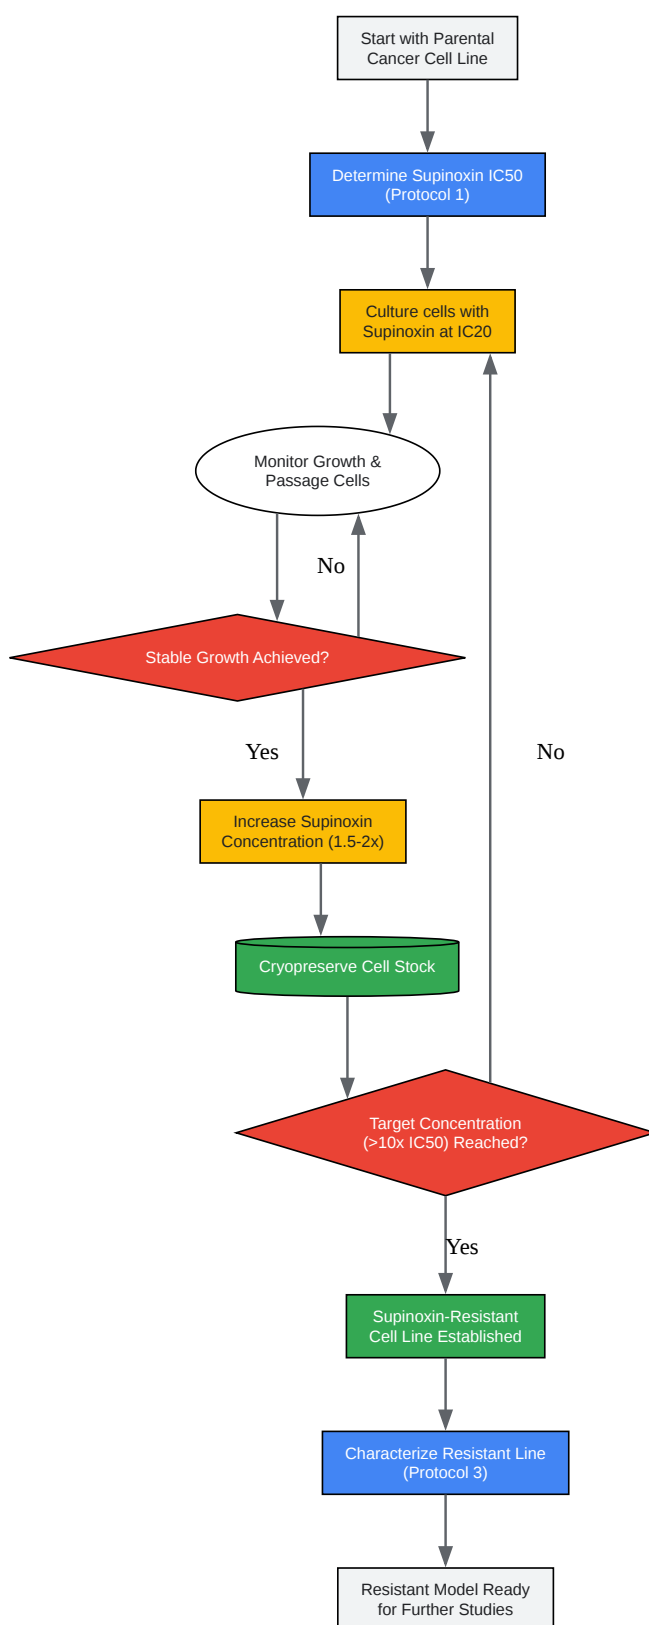 Start with Parental
Cancer Cell Line
Determine Supinoxin IC50
(Protocol 1)
Culture cells with
Supinoxin at IC20
Monitor Growth &
Passage Cells
No
Stable Growth Achieved?
Yes
No
Increase Supinoxin
Concentration (1.5-2x)
Cryopreserve Cell Stock
Target Concentration
(>10x IC50) Reached?
Yes
Supinoxin-Resistant
Cell Line Established
Characterize Resistant Line
(Protocol 3)
Resistant Model Ready
for Further Studies